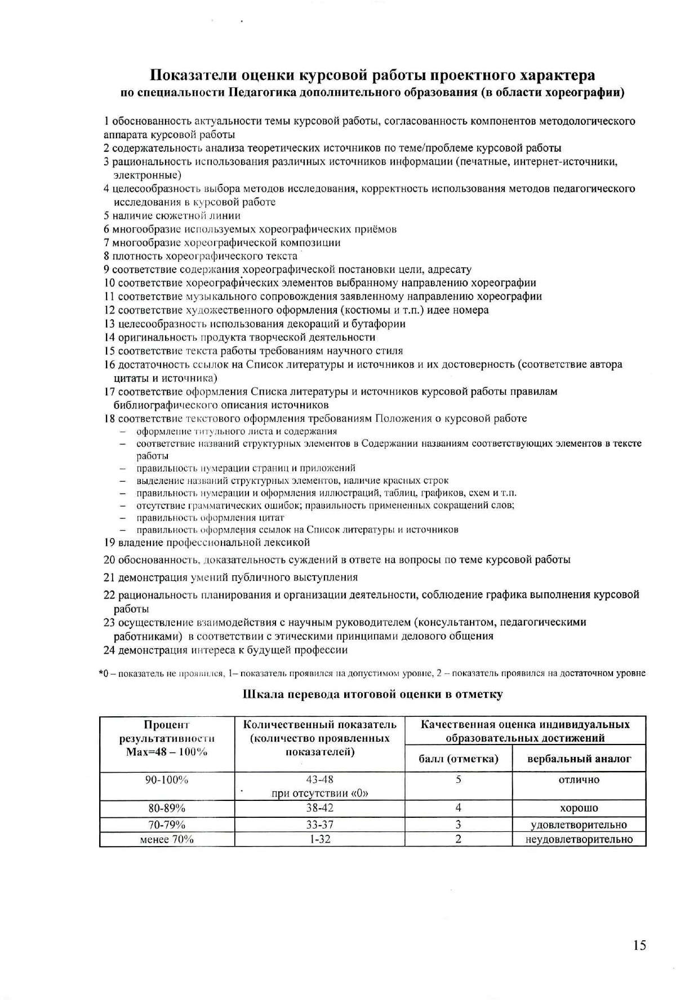 Показатели оценки курсовой работы проектного характера
по специальности Педагогика дополнительного образования (в области хореографии)
1 обоснованность актуальности темы курсовой работы, согласованность компонентов методологического
аппарата курсовой работы
2 содержательность анализа теоретических источников по теме/проблеме курсовой работы
3 рациональность использования различных источников информации (печатные, интернет-источники,
электронные)
4 целесообразность выбора методов исследования, корректность использования методов педагогического
исследования в курсовой работе
5 наличие сюжетной линии
6 многообразие используемых хореографических приёмов
7 многообразие хореографической композиции
8 плотность хореографического текста
9 соответствие содержания хореографической постановки цели, адресату
10 соответствие хореографических элементов выбранному направлению хореографии
11 соответствие музыкального сопровождения заявленному направлению хореографии
12 соответствие художественного оформления (костюмы и т.п.) идее номера
13 целесообразность использования декораций и бутафории
14 оригинальность продукта творческой деятельности
15 соответствие текста работы требованиям научного стиля
16 достаточность ссылок на Список литературы и источников и их достоверность (соответствие автора
цитаты и источника)
17 соответствие оформления Списка литературы и источников курсовой работы правилам
библиографического описания источников
18 соответствие текстового оформления требованиям Положения о курсовой работе
– оформление титульного листа и содержания
– соответствие названий структурных элементов в Содержании названиям соответствующих элементов в тексте
работы
– правильность нумерации страниц и приложений
– выделение названий структурных элементов, наличие красных строк
– правильность нумерации и оформления иллюстраций, таблиц, графиков, схем и т.п.
– отсутствие грамматических ошибок; правильность примененных сокращений слов;
– правильность оформления цитат
– правильность оформления ссылок на Список литературы и источников
19 владение профессиональной лексикой
20 обоснованность, доказательность суждений в ответе на вопросы по теме курсовой работы
21 демонстрация умений публичного выступления
22 рациональность планирования и организации деятельности, соблюдение графика выполнения курсовой
работы
23 осуществление взаимодействия с научным руководителем (консультантом, педагогическими
работниками) в соответствии с этическими принципами делового общения
24 демонстрация интереса к будущей профессии
*0 – показатель не проявился, 1– показатель проявился на допустимом уровне, 2 – показатель проявился на достаточном уровне
Шкала перевода итоговой оценки в отметку
Процент
результативности
Max=48 – 100%
Количественный показатель
(количество проявленных
показателей)
Качественная оценка индивидуальных
образовательных достижений
балл (отметка)
вербальный аналог
90-100%
43-48
при отсутствии «0»
5
отлично
80-89%
38-42
4
хорошо
70-79%
33-37
3
удовлетворительно
менее 70%
1-32
2
неудовлетворительно
15